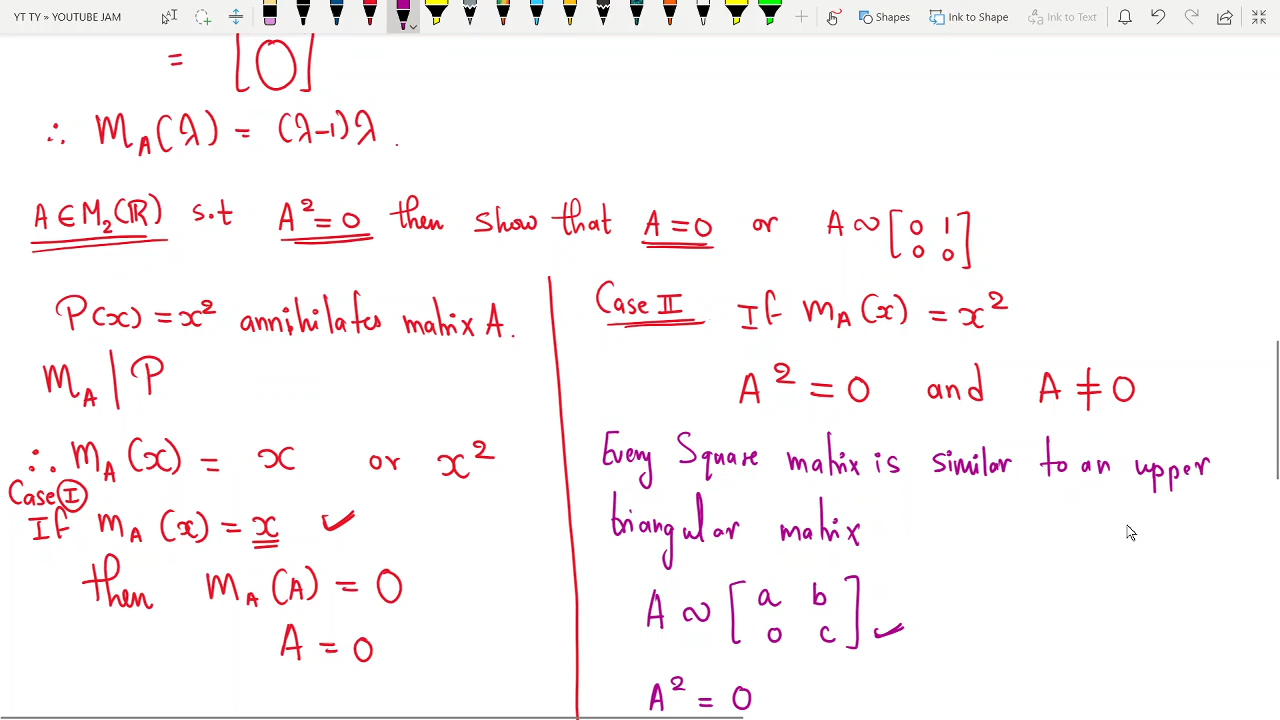 YT TY » YOUTUBE JAM
Shapes
Ink to Shape
Ink to Text
= [0]
∴ m_A(λ) = (λ-1)λ.
A ∈ M₂(ℝ) s.t A² = 0 then show that A = 0 or A ∾ [0 1
0 0]
P(x) = x² annihilates matrix A.
m_A | P
∴ m_A(x) = x or x²
Case I
If m_A(x) = x ✓
then m_A(A) = 0
A = 0
Case II If m_A(x) = x²
A² = 0 and A ≠ 0
Every Square matrix is similar to an upper
triangular matrix
A ∾ [a b
0 c] ✓
A² = 0